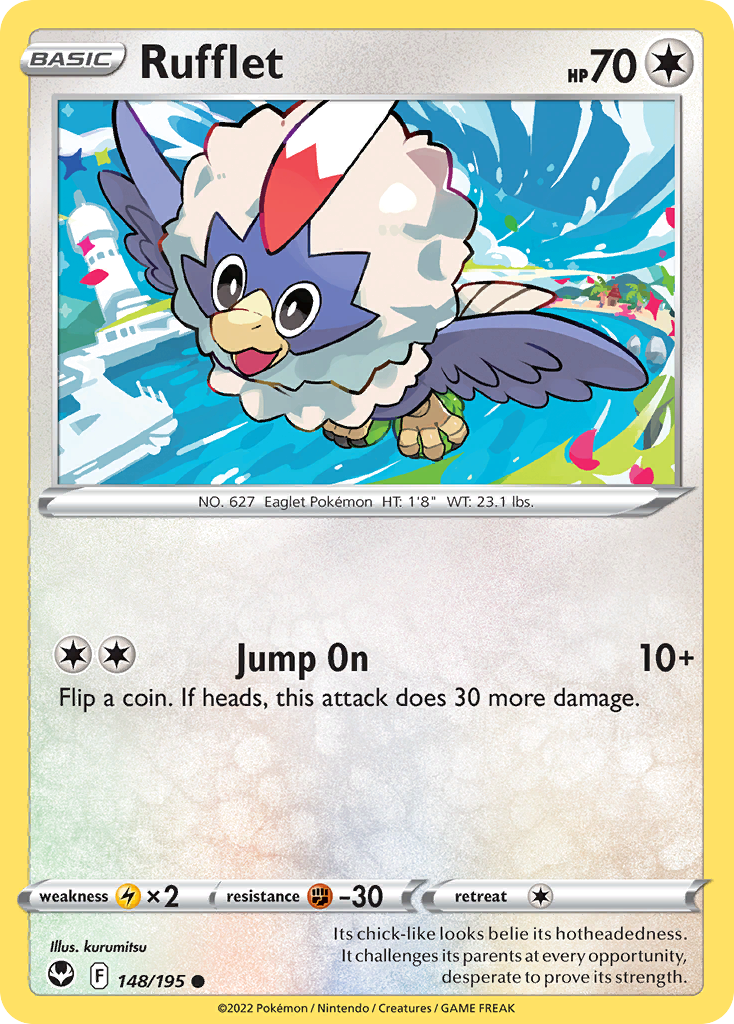 BASIC Rufflet HP 70
NO. 627 Eaglet Pokémon HT: 1'8" WT: 23.1 lbs.
Jump On 10+
Flip a coin. If heads, this attack does 30 more damage.
weakness ×2 resistance -30 retreat
Its chick-like looks belie its hotheadedness.
It challenges its parents at every opportunity,
desperate to prove its strength.
Illus. kurumitsu
F 148/195
©2022 Pokémon / Nintendo / Creatures / GAME FREAK